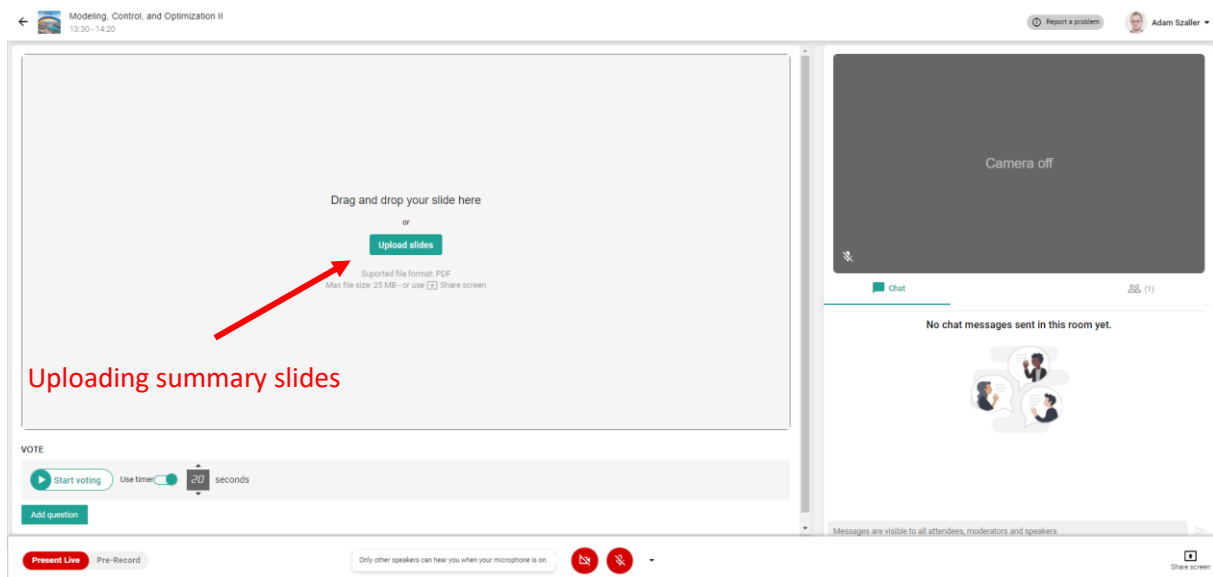 Modeling, Control, and Optimization II
13:30 - 14:20
Report a problem
Adam Szaller
Drag and drop your slide here
or
Upload slides
Suported file format: PDF
Max file size: 25 MB - or use Share screen
Uploading summary slides
Camera off
Chat
(1)
No chat messages sent in this room yet.
VOTE
Start voting
Use timer
20
seconds
Add question
Messages are visible to all attendees, moderators and speakers
Present Live
Pre-Record
Only other speakers can hear you when your microphone is on.
Share screen